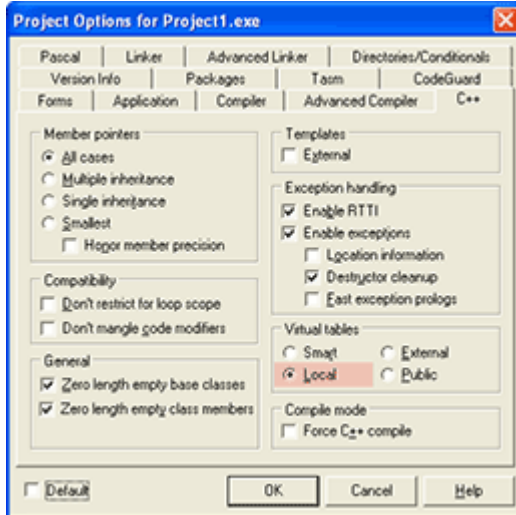 Project Options for Project1.exe
Pascal
Linker
Advanced Linker
Directories/Conditionals
Version Info
Packages
Tasm
CodeGuard
Forms
Application
Compiler
Advanced Compiler
C++
Member pointers
All cases
Multiple inheritance
Single inheritance
Smallest
Honor member precision
Compatibility
Don't restrict for loop scope
Don't mangle code modifiers
General
Zero length empty base classes
Zero length empty class members
Templates
External
Exception handling
Enable RTTI
Enable exceptions
Location information
Destructor cleanup
Fast exception prologs
Virtual tables
Smart
External
Local
Public
Compile mode
Force C++ compile
Default
OK
Cancel
Help